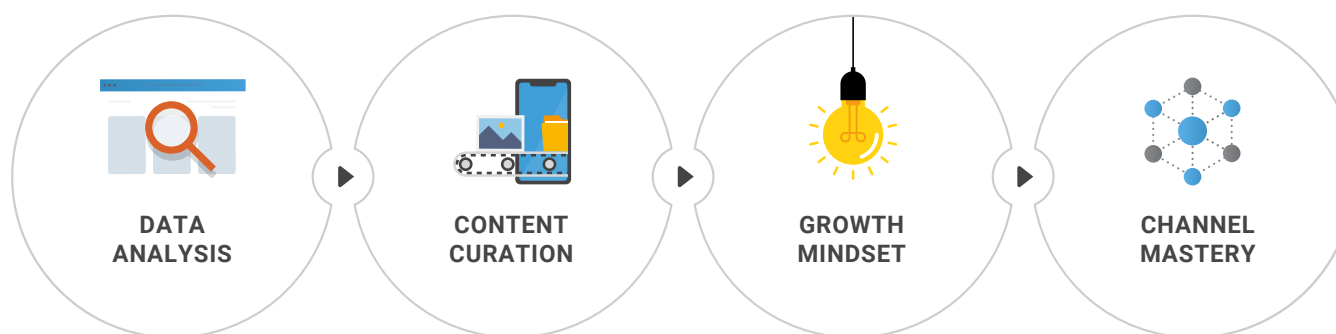 DATA
ANALYSIS
CONTENT
CURATION
GROWTH
MINDSET
CHANNEL
MASTERY